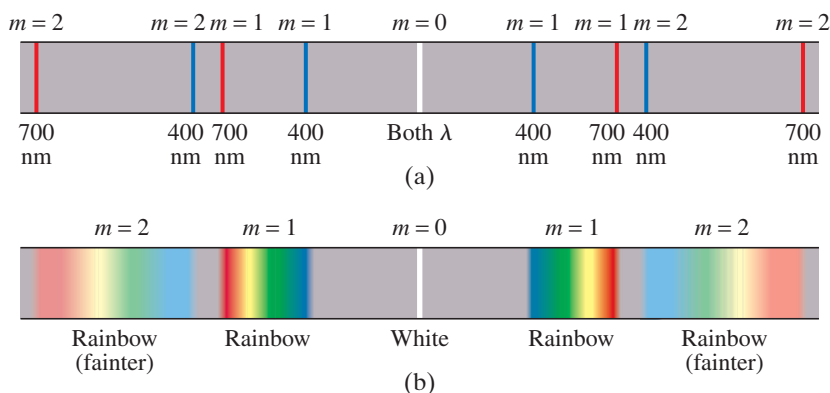 m = 2 m = 2 m = 1 m = 1 m = 0 m = 1 m = 1 m = 2 m = 2
700 400 700 400 Both λ 400 700 400 700
nm nm nm nm nm nm nm nm
(a)
m = 2 m = 1 m = 0 m = 1 m = 2
Rainbow Rainbow White Rainbow Rainbow
(fainter) (fainter)
(b)